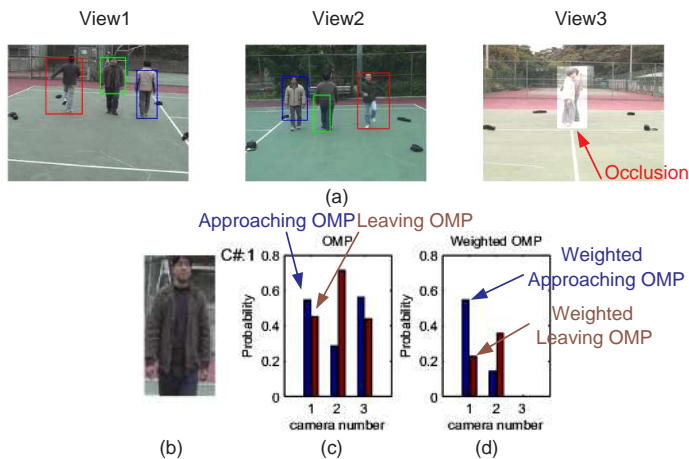 View1
View2
View3
Occlusion
(a)
Approaching OMP
Leaving OMP
C#:1
OMP
Weighted OMP
Weighted
Approaching OMP
Weighted
Leaving OMP
Probability
0.8
0.6
0.4
0.2
0
1 2 3
camera number
Probability
0.8
0.6
0.4
0.2
0
1 2 3
camera number
(b)
(c)
(d)